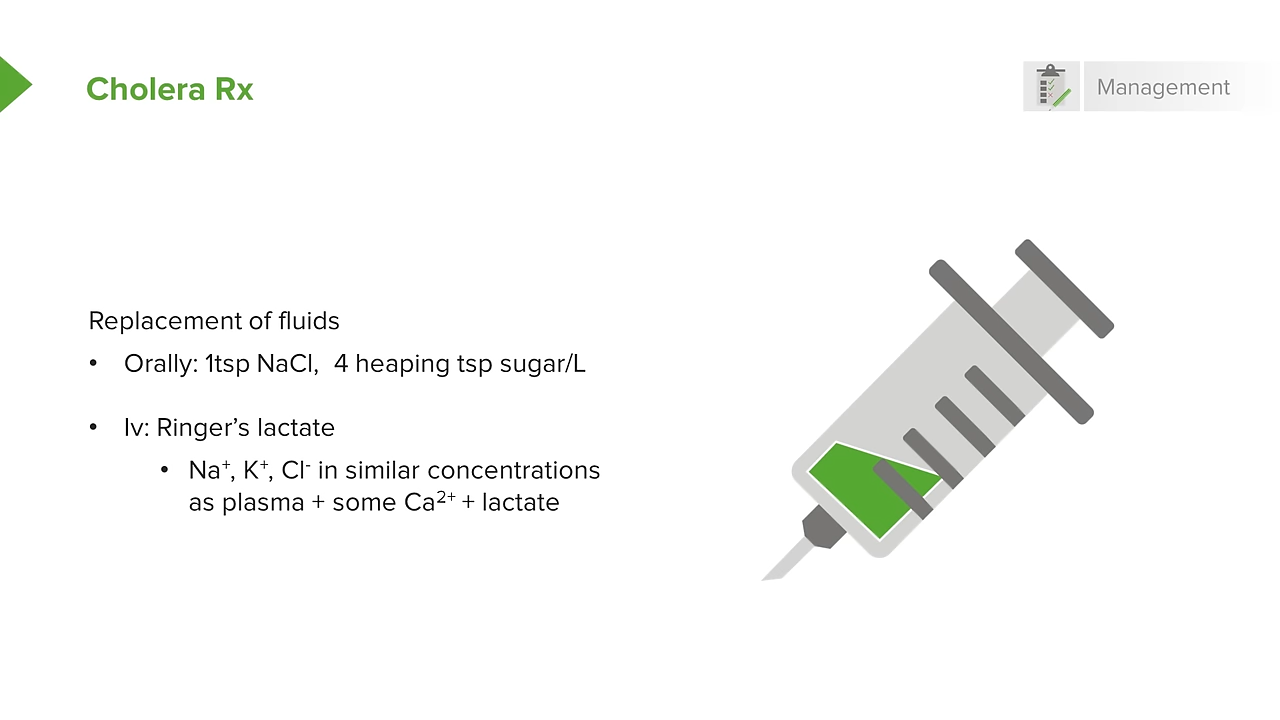 Cholera Rx
Management
Replacement of fluids
• Orally: 1tsp NaCl, 4 heaping tsp sugar/L
• Iv: Ringer’s lactate
• Na⁺, K⁺, Cl⁻ in similar concentrations
as plasma + some Ca²⁺ + lactate